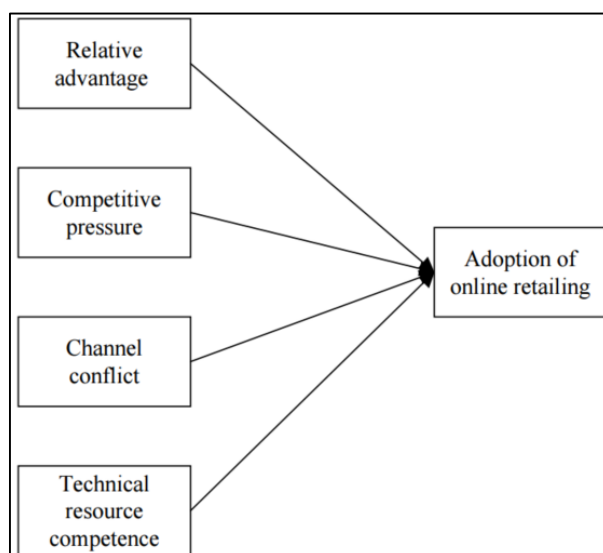 Relative
advantage
Competitive
pressure
Adoption of
online retailing
Channel
conflict
Technical
resource
competence